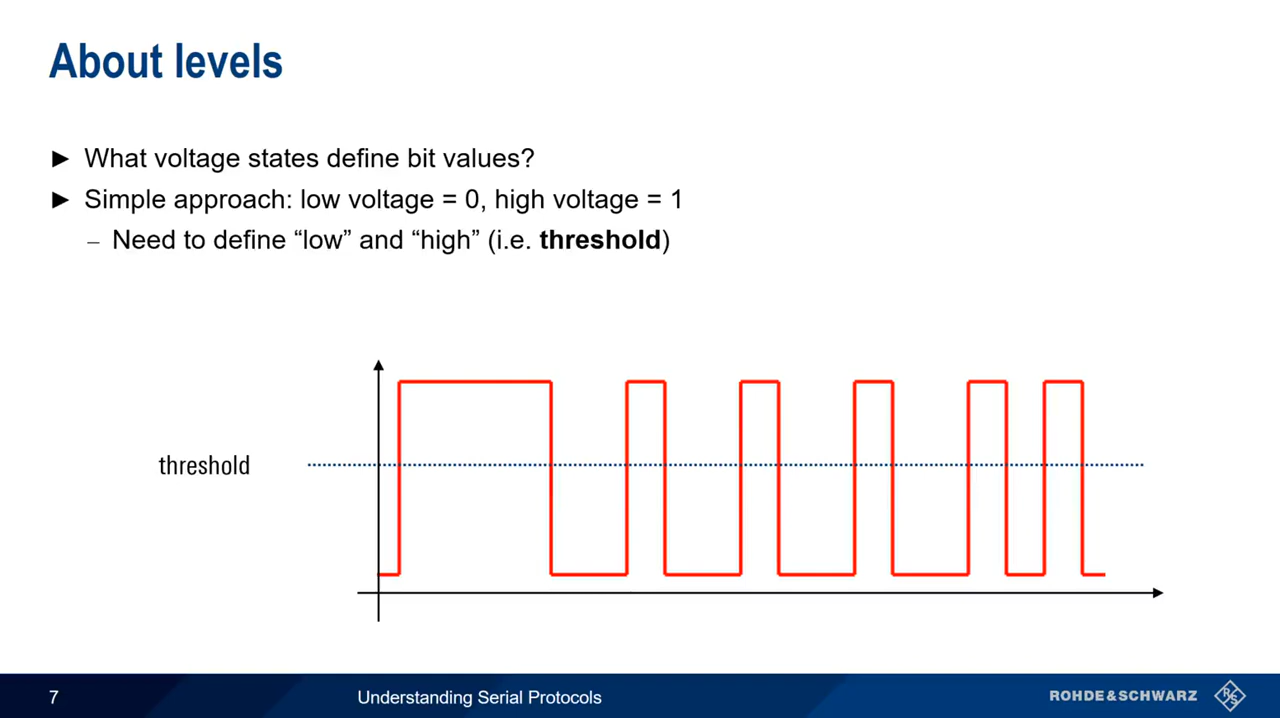 About levels
► What voltage states define bit values?
► Simple approach: low voltage = 0, high voltage = 1
– Need to define “low” and “high” (i.e. threshold)
threshold
7
Understanding Serial Protocols
ROHDE&SCHWARZ
R&S